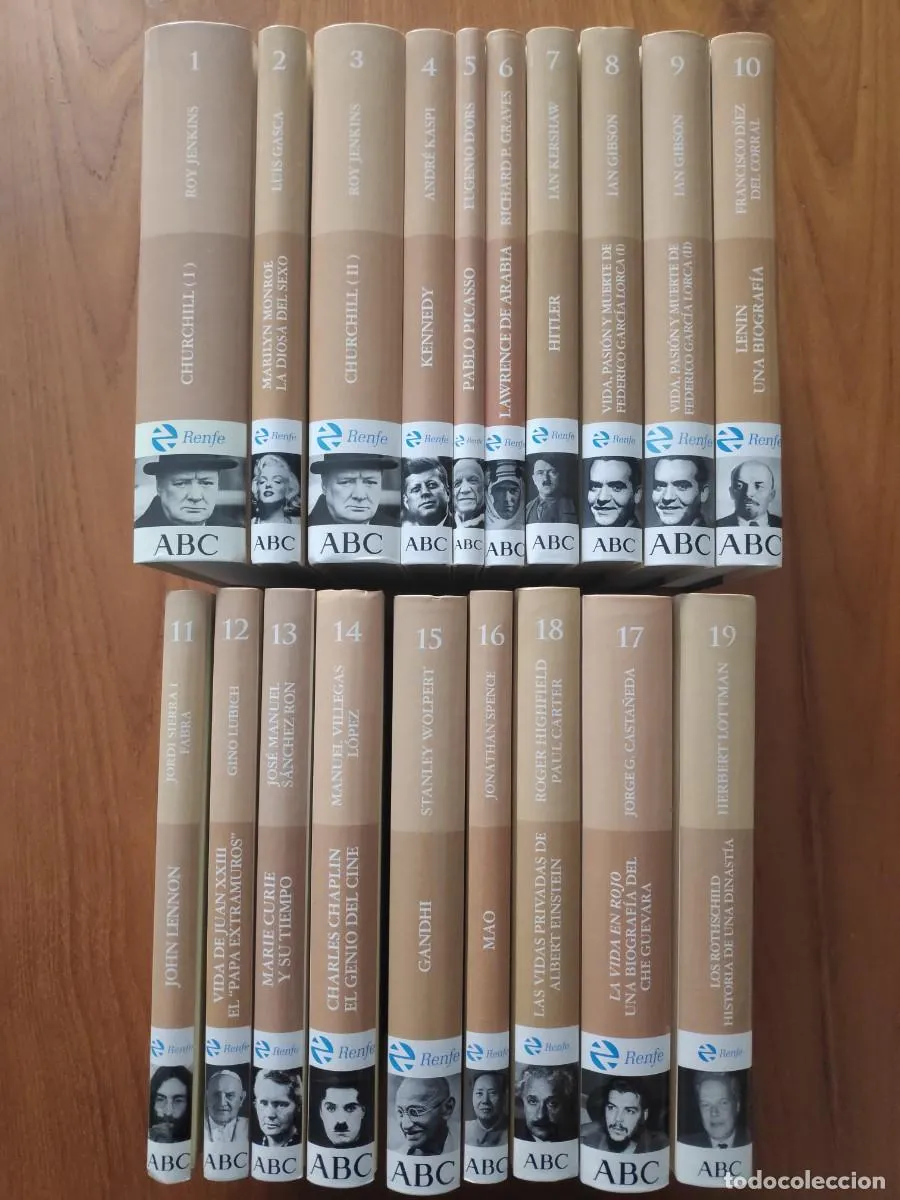 1
ROY JENKINS
CHURCHILL ( I )
Renfe
ABC
2
LUIS GASCA
MARILYN MONROE
LA DIOSA DEL SEXO
Renfe
ABC
3
ROY JENKINS
CHURCHILL ( II )
Renfe
ABC
4
ANDRÉ KASPI
KENNEDY
Renfe
ABC
5
EUGENIO D'ORS
PABLO PICASSO
Renfe
ABC
6
RICHARD P. GRAVES
LAWRENCE DE ARABIA
Renfe
ABC
7
IAN KERSHAW
HITLER
Renfe
ABC
8
IAN GIBSON
VIDA, PASIÓN Y MUERTE DE
FEDERICO GARCÍA LORCA (I)
Renfe
ABC
9
IAN GIBSON
VIDA, PASIÓN Y MUERTE DE
FEDERICO GARCÍA LORCA (II)
Renfe
ABC
10
FRANCISCO DÍEZ
DEL CORRAL
LENIN
UNA BIOGRAFÍA
Renfe
ABC
11
JORDI SIERRA I
FABRA
JOHN LENNON
Renfe
ABC
12
GINO LUBICH
VIDA DE JUAN XXIII
EL "PAPA EXTRAMUROS"
Renfe
ABC
13
JOSÉ MANUEL
SÁNCHEZ RON
MARIE CURIE
Y SU TIEMPO
Renfe
ABC
14
MANUEL VILLEGAS
LÓPEZ
CHARLES CHAPLIN
EL GENIO DEL CINE
Renfe
ABC
15
STANLEY WOLPERT
GANDHI
Renfe
ABC
16
JONATHAN SPENCE
MAO
Renfe
ABC
18
ROGER HIGHFIELD
PAUL CARTER
LAS VIDAS PRIVADAS DE
ALBERT EINSTEIN
Renfe
ABC
17
JORGE G. CASTAÑEDA
LA VIDA EN ROJO
UNA BIOGRAFÍA DEL
CHE GUEVARA
Renfe
ABC
19
HERBERT LOTTMAN
LOS ROTHSCHILD
HISTORIA DE UNA DINASTÍA
Renfe
ABC
todocoleccion